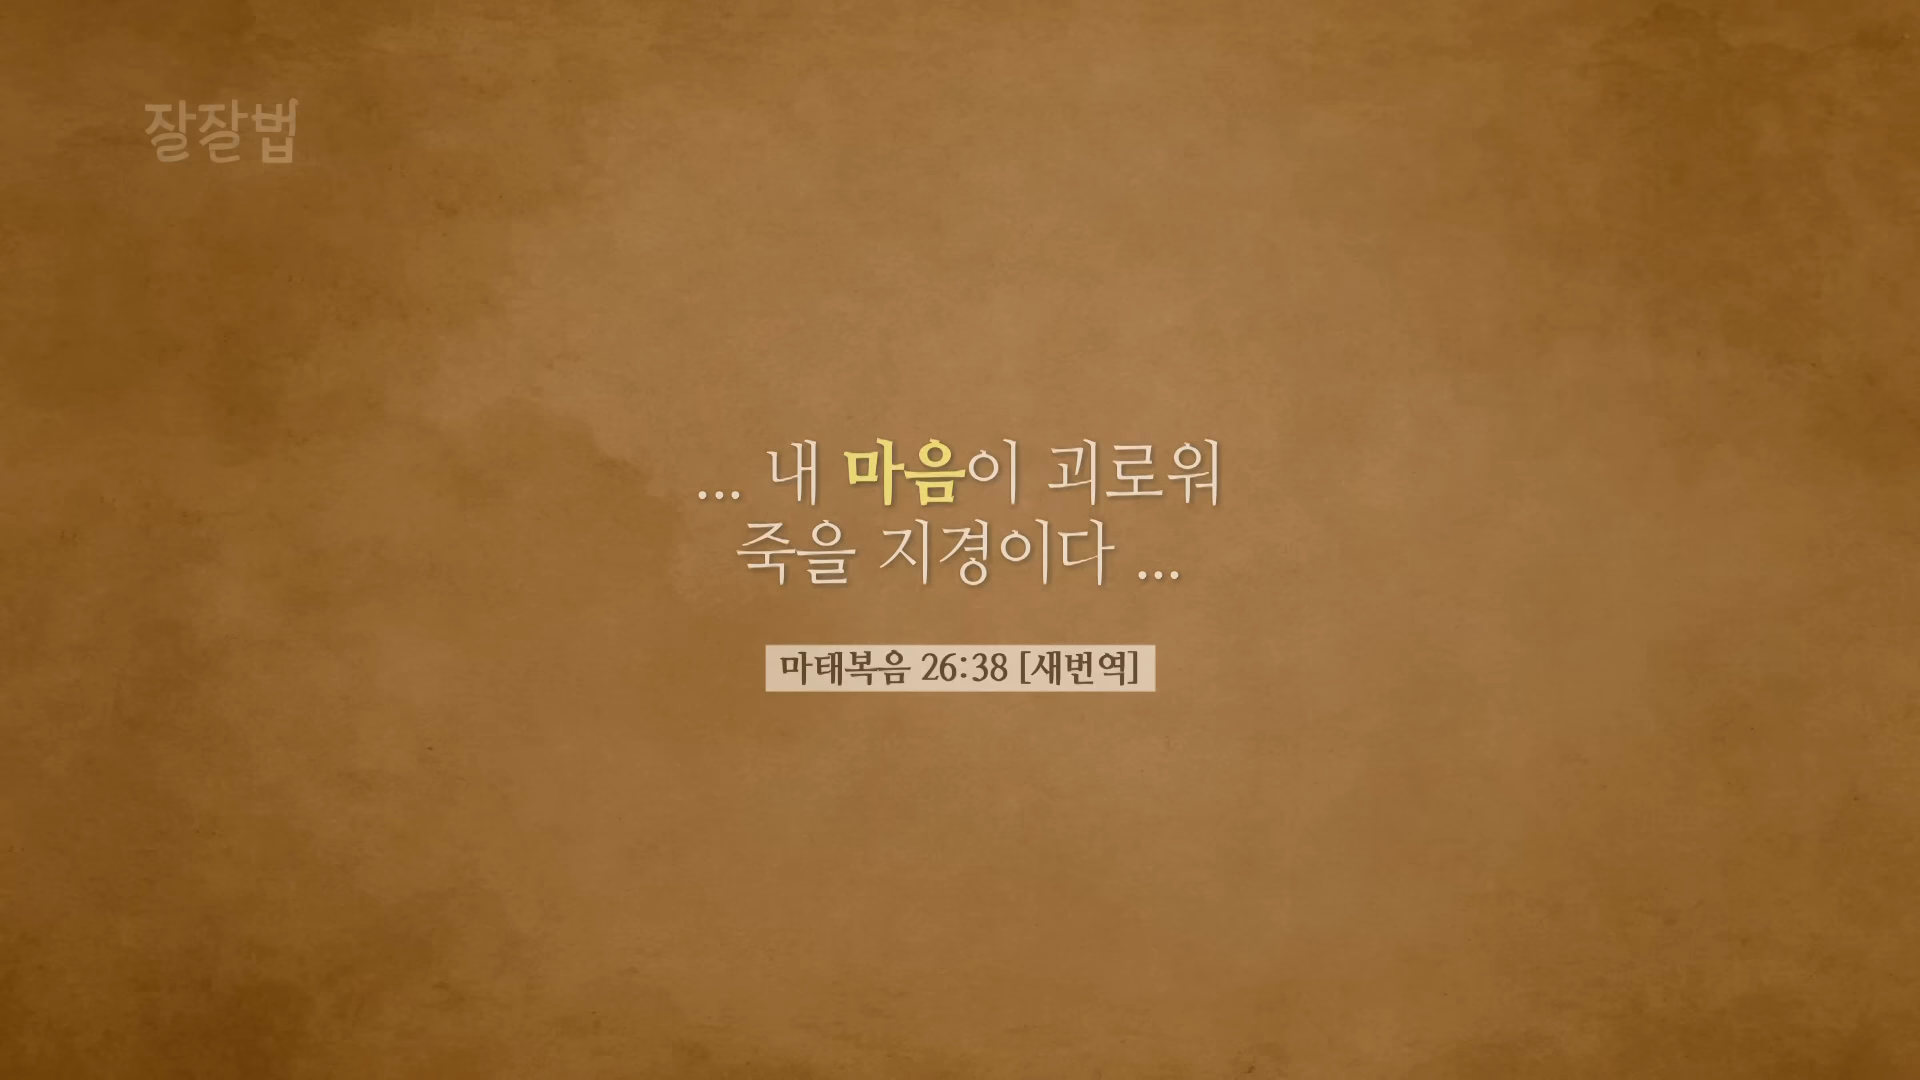 잘잘법
... 내 마음이 괴로워
죽을 지경이다 ...
마태복음 26:38 [새번역]